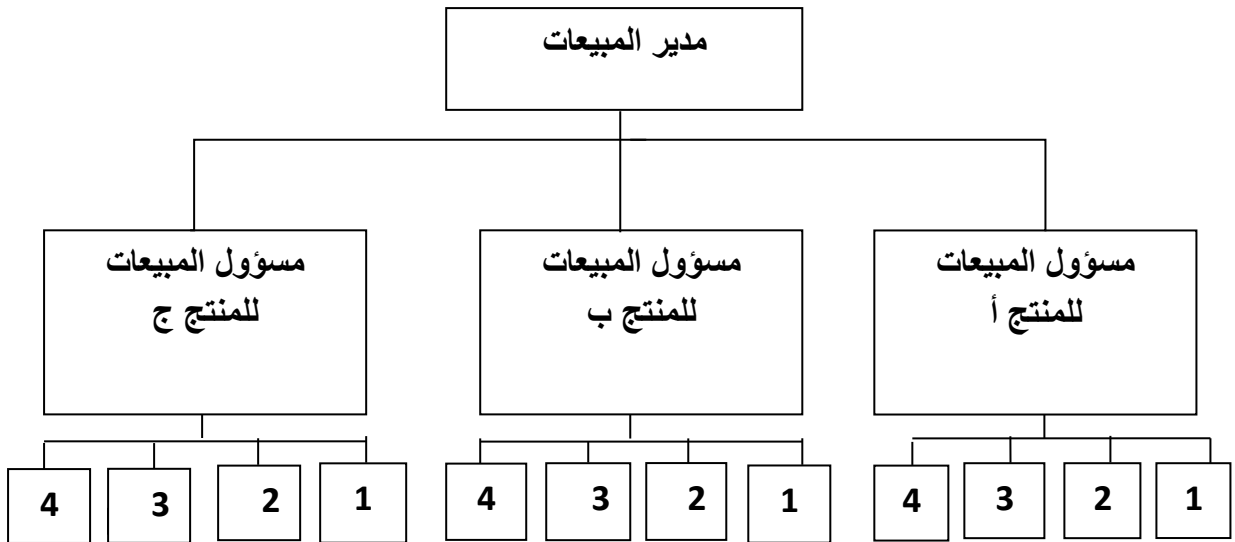 مدير المبيعات
مسؤول المبيعات
للمنتج أ
مسؤول المبيعات
للمنتج ب
مسؤول المبيعات
للمنتج ج
1
2
3
4
1
2
3
4
1
2
3
4